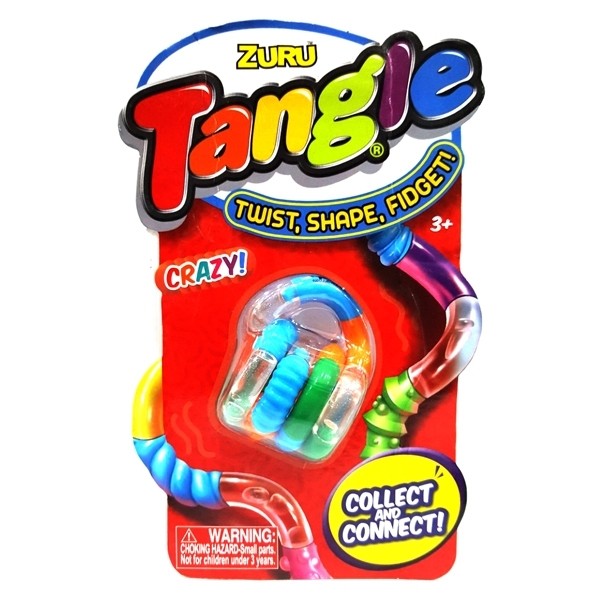 ZURU™
Tangle®
TWIST, SHAPE, FIDGET!
3+
CRAZY!
COLLECT
AND
CONNECT!
WARNING:
CHOKING HAZARD-Small parts.
Not for children under 3 years.